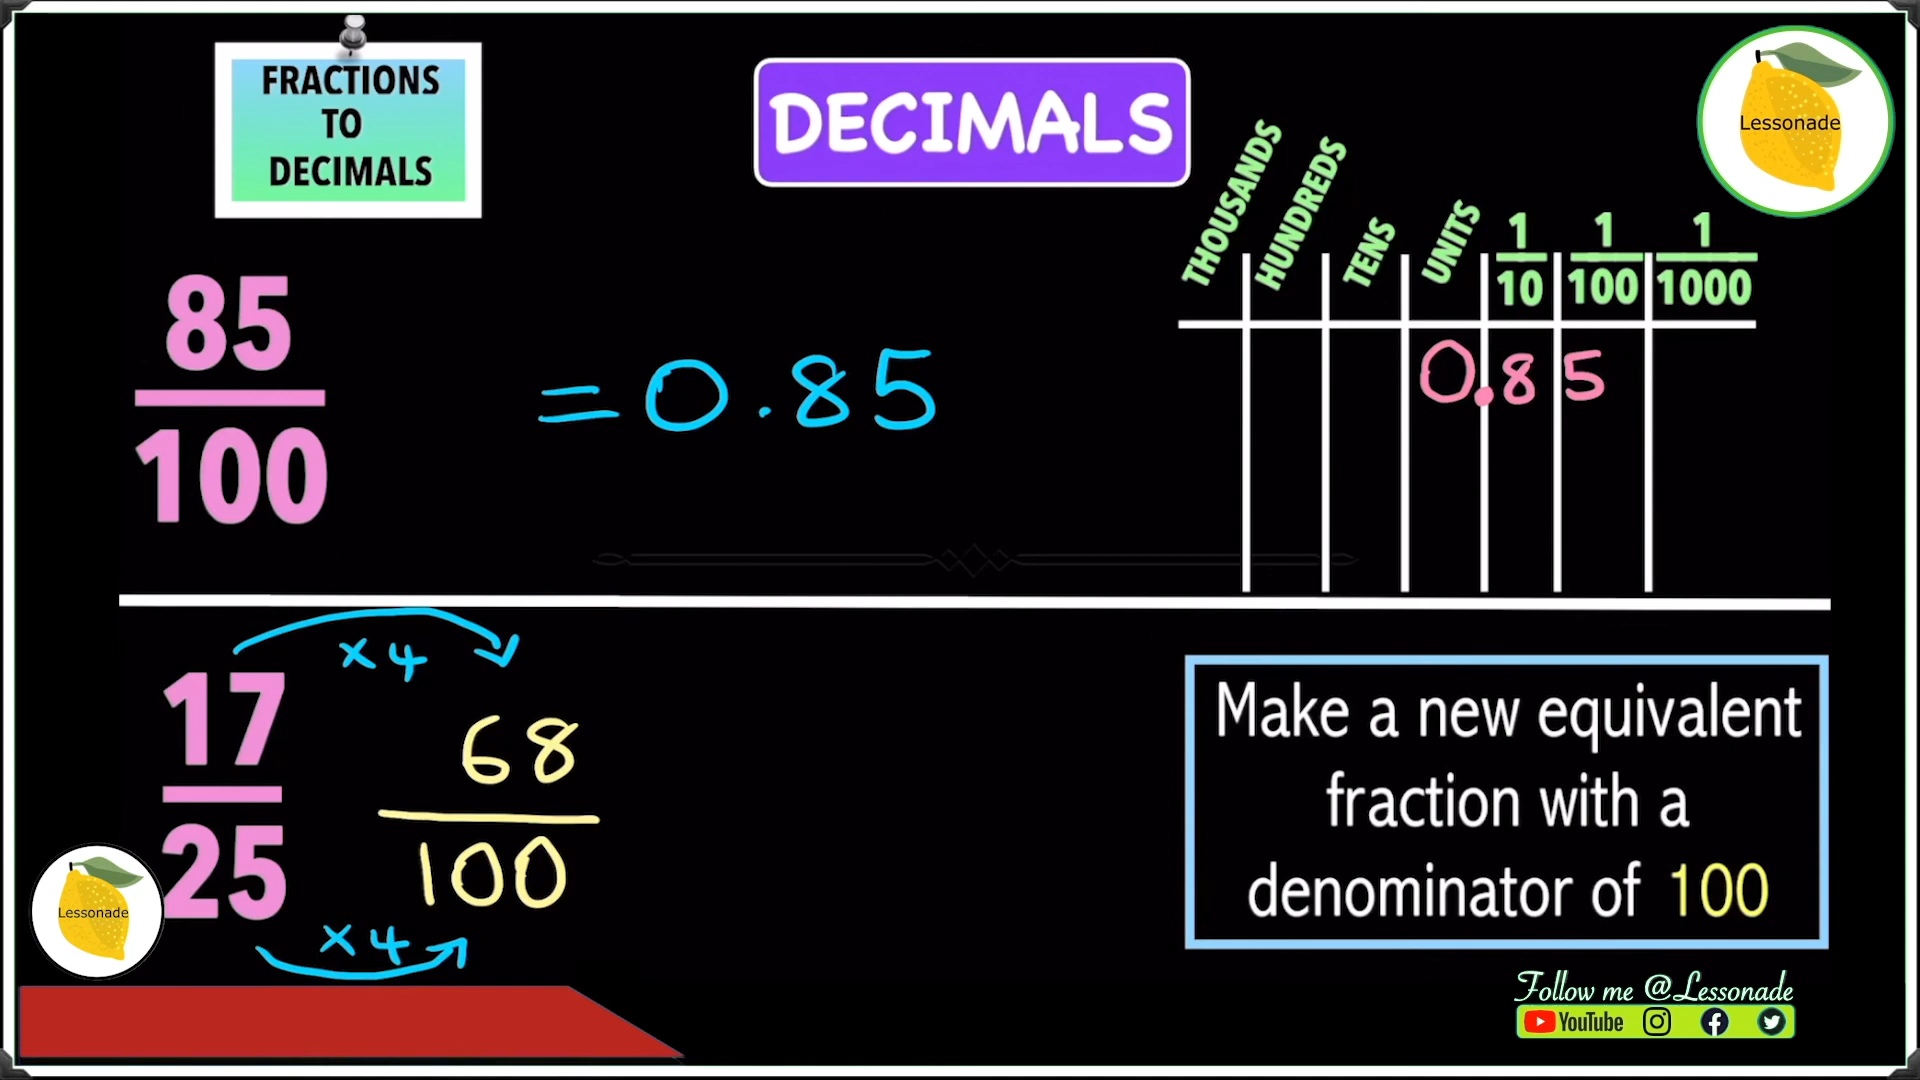 FRACTIONS
TO
DECIMALS
DECIMALS
Lessonade
THOUSANDS HUNDREDS TENS UNITS 1/10 1/100 1/1000
85
100
= 0.85
0.85
17
25
x4
68
100
x4
Make a new equivalent
fraction with a
denominator of 100
Lessonade
Follow me @Lessonade
YouTube